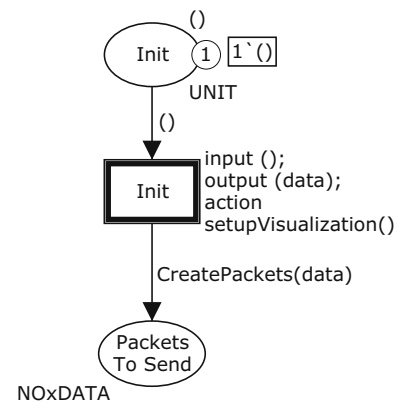 ()
Init
1
1`()
UNIT
()
Init
input ();
output (data);
action
setupVisualization()
CreatePackets(data)
Packets
To Send
NOxDATA